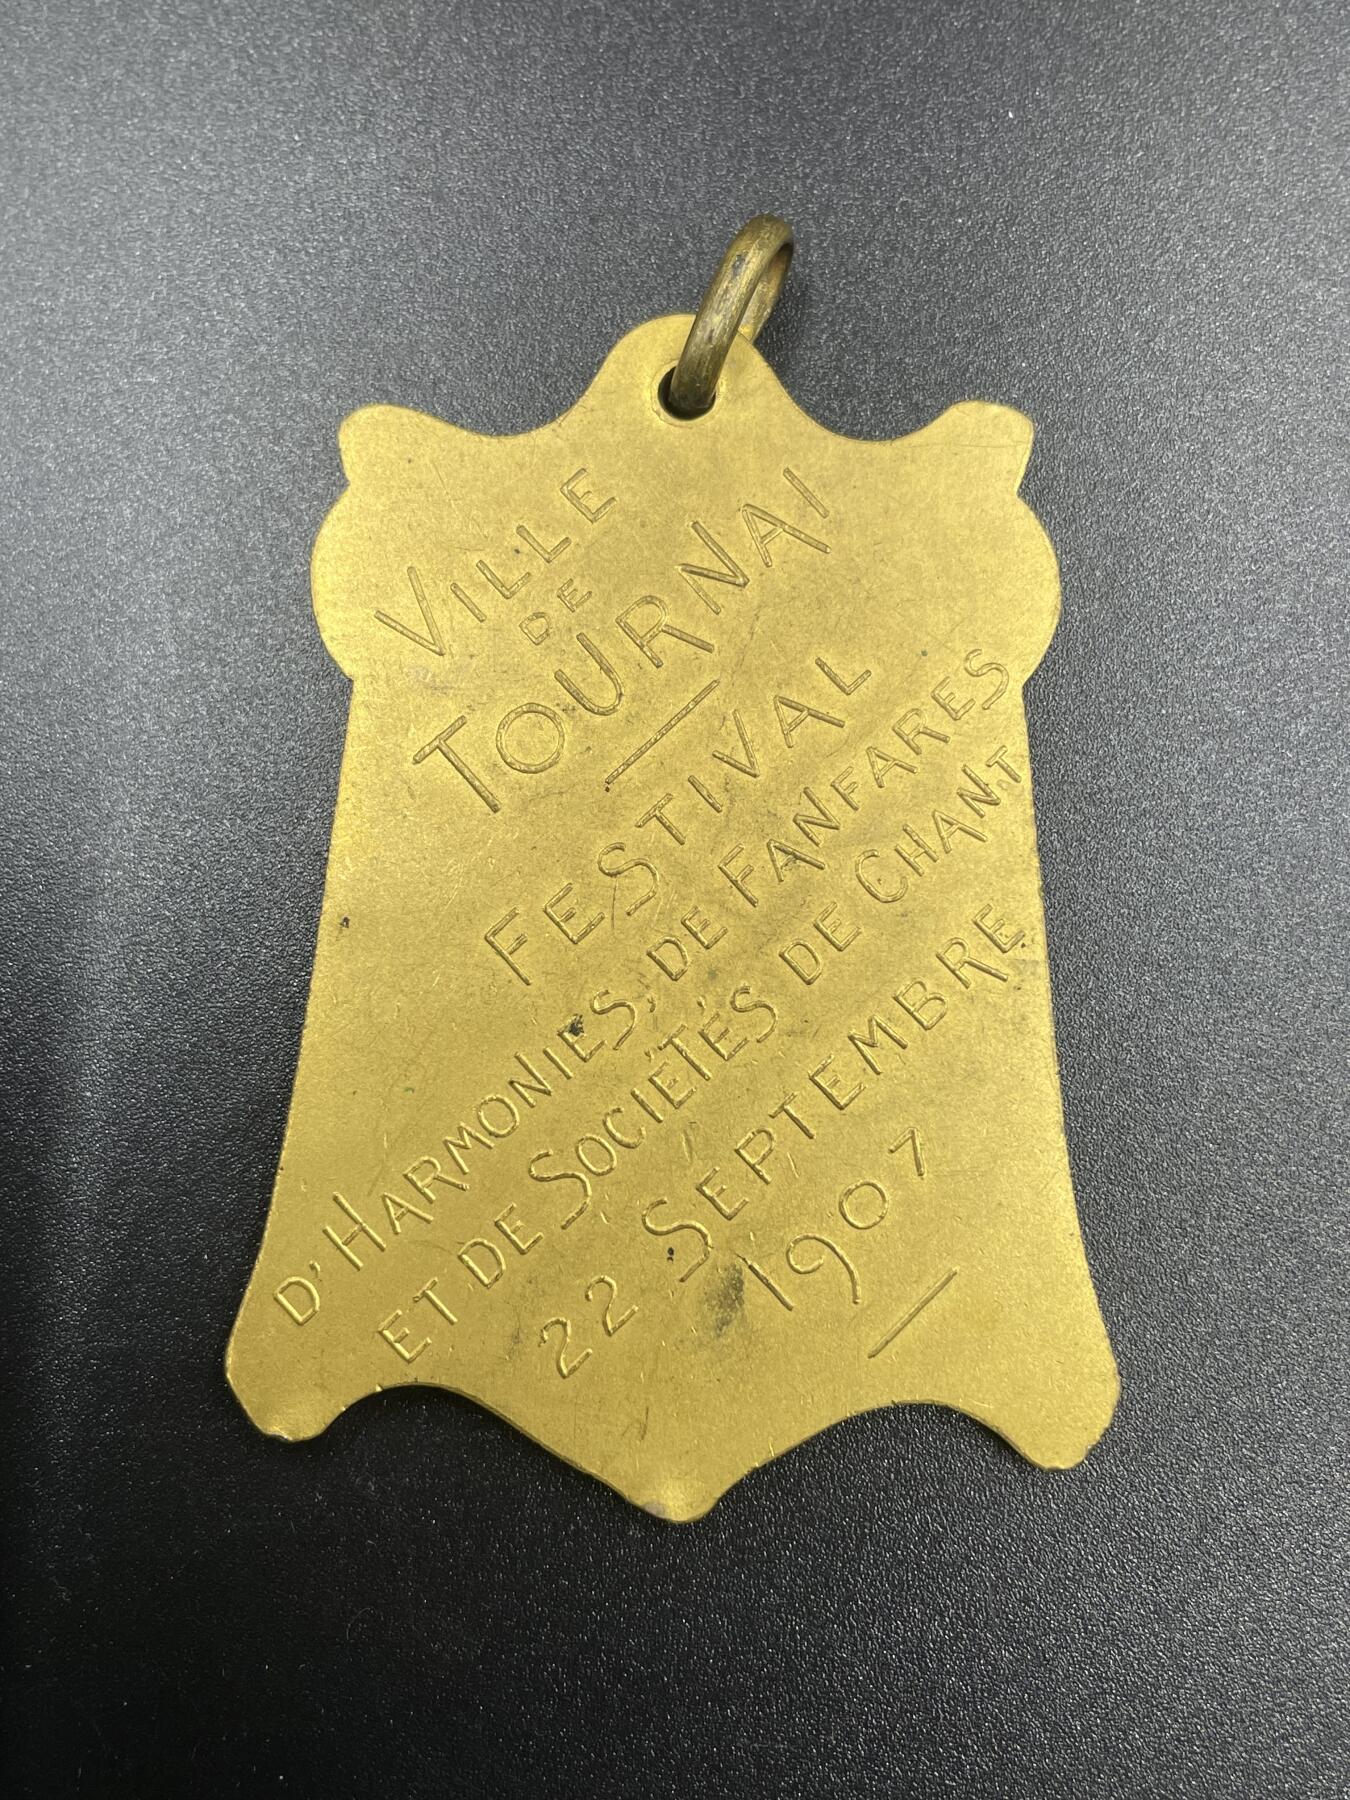 VILLE
DE
TOURNAI
FESTIVAL
D'HARMONIES, DE FANFARES
ET DE SOCIÉTÉS DE CHANT
22 SEPTEMBRE
1907